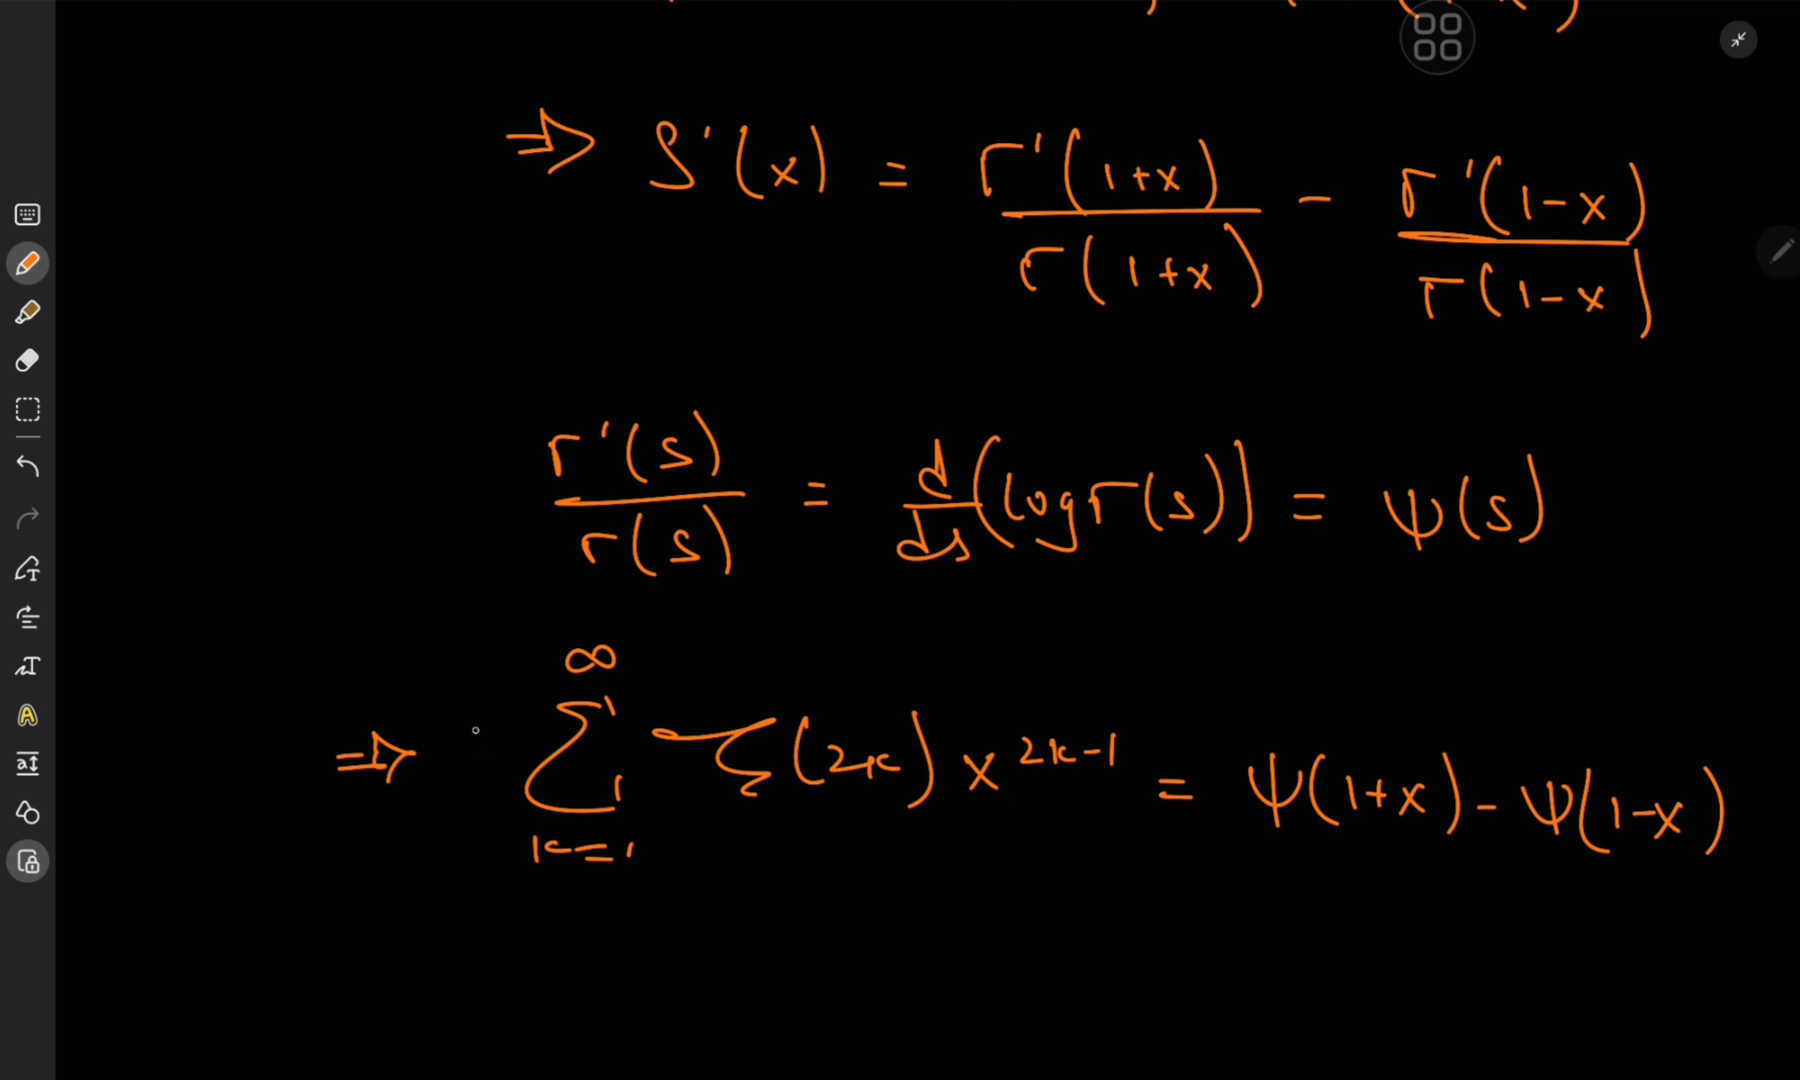 ⇒ S'(x) = Γ'(1+x)/Γ(1+x) - Γ'(1-x)/Γ(1-x)
Γ'(s)/Γ(s) = d/ds (log Γ(s)) = ψ(s)
⇒ ∑_{k=1}^{∞} ζ(2k) x^{2k-1} = ψ(1+x) - ψ(1-x)